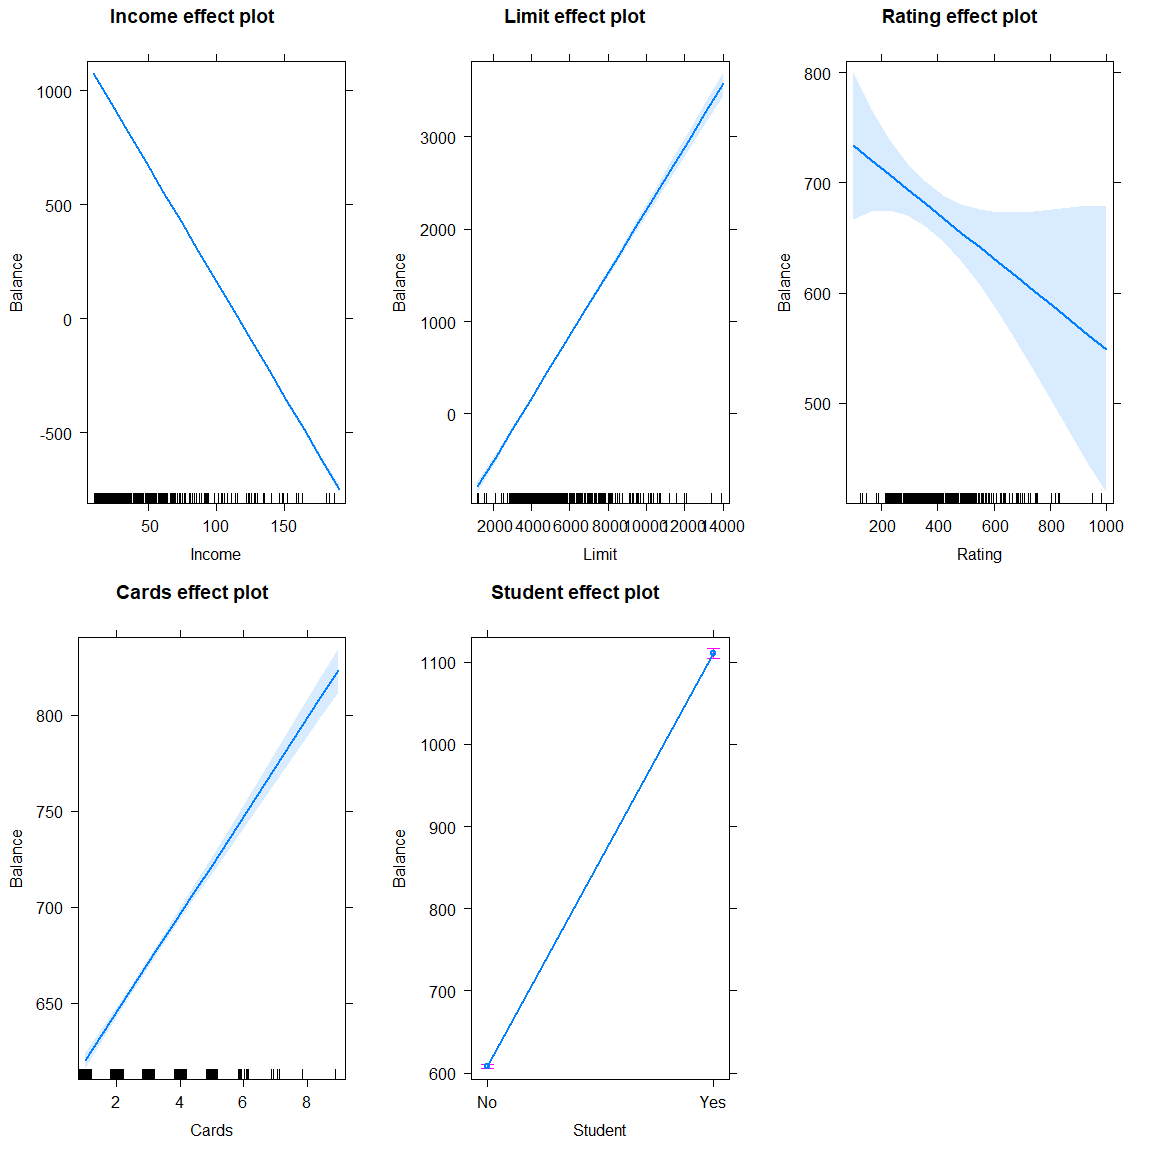 Income effect plot
Balance
1000
500
0
-500
50 100 150
Income
Limit effect plot
Balance
3000
2000
1000
0
2000 4000 6000 8000 10000 12000 14000
Limit
Rating effect plot
Balance
800
700
600
500
200 400 600 800 1000
Rating
Cards effect plot
Balance
800
750
700
650
2 4 6 8
Cards
Student effect plot
Balance
1100
1000
900
800
700
600
No Yes
Student